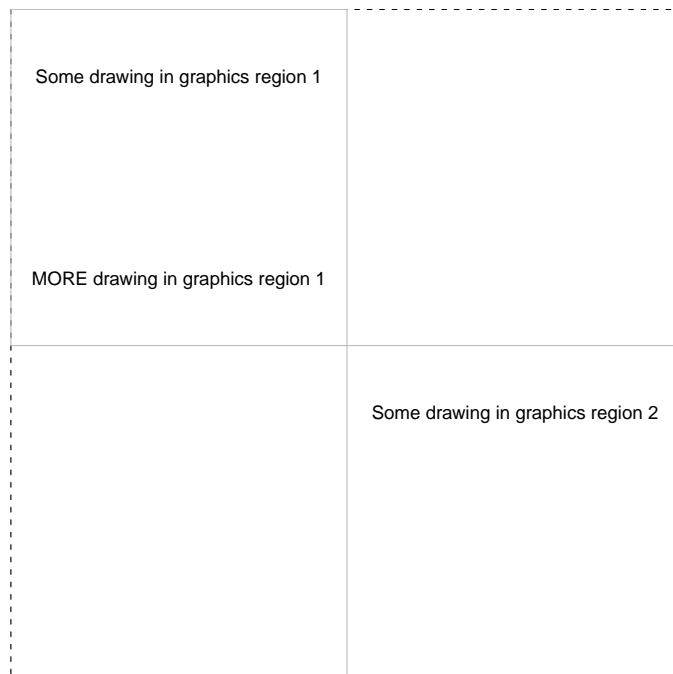 Some drawing in graphics region 1
MORE drawing in graphics region 1
Some drawing in graphics region 2